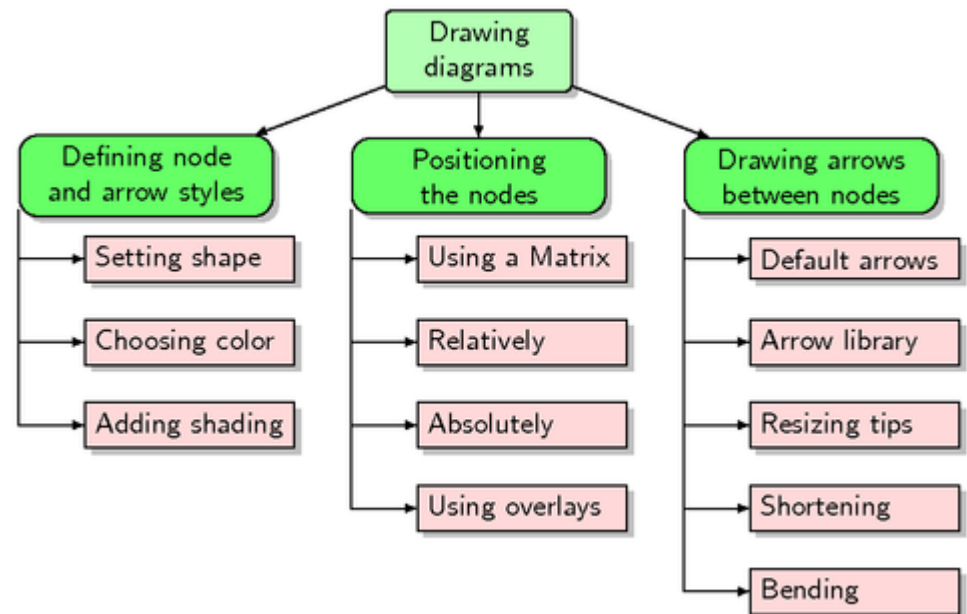 Drawing
diagrams
Defining node
and arrow styles
Setting shape
Choosing color
Adding shading
Positioning
the nodes
Using a Matrix
Relatively
Absolutely
Using overlays
Drawing arrows
between nodes
Default arrows
Arrow library
Resizing tips
Shortening
Bending